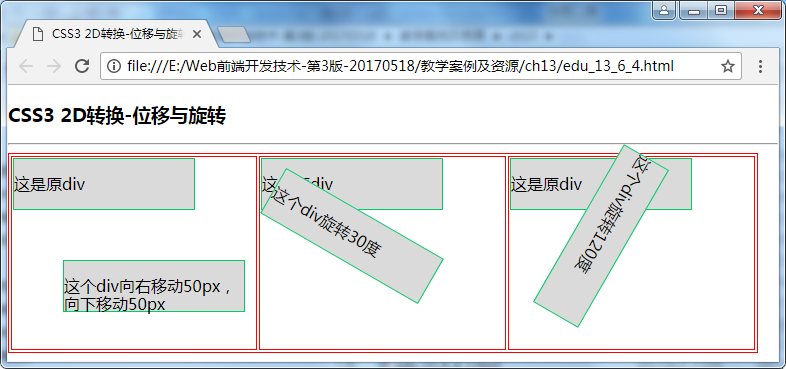 CSS3 2D转换-位移与旋转
file:///E:/Web前端开发技术-第3版-20170518/教学案例及资源/ch13/edu_13_6_4.html
CSS3 2D转换-位移与旋转
这是原div
这个div向右移动50px，
向下移动50px
这个div旋转30度
这是原div
这个div旋转120度